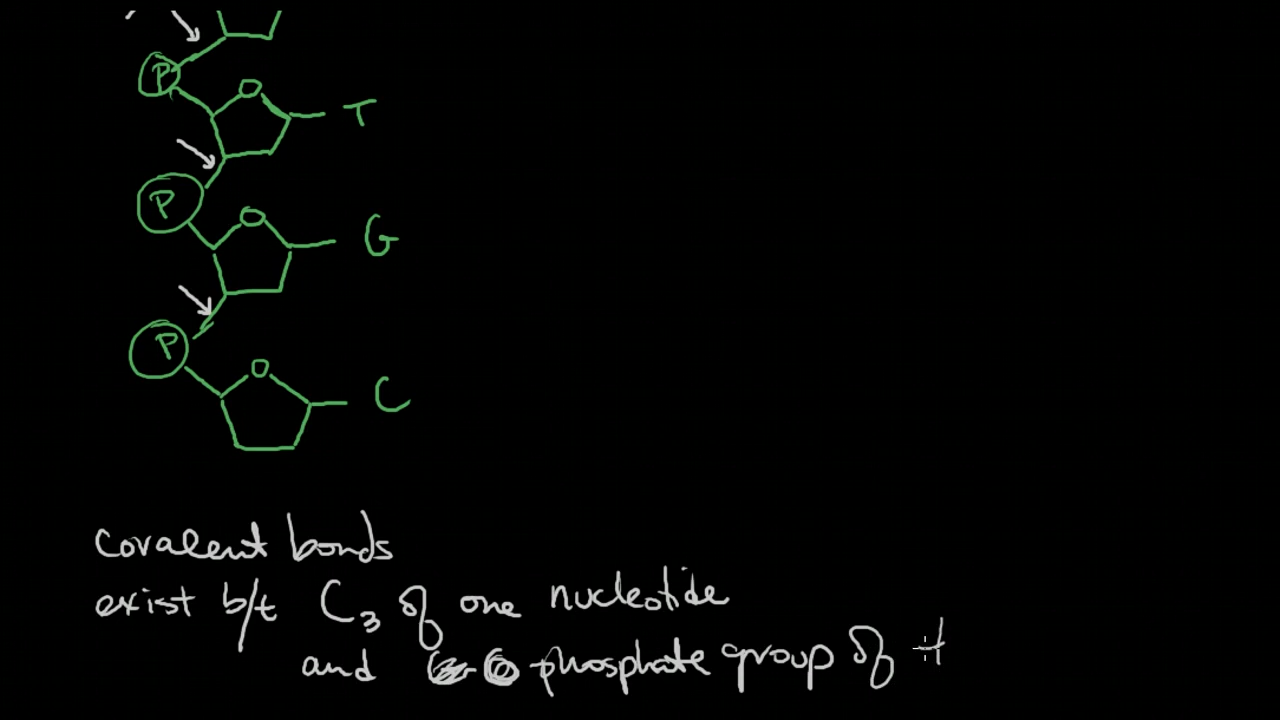 P
O
T
P
O
G
P
O
C
covalent bonds
exist b/t C3 of one nucleotide
and phosphate group of